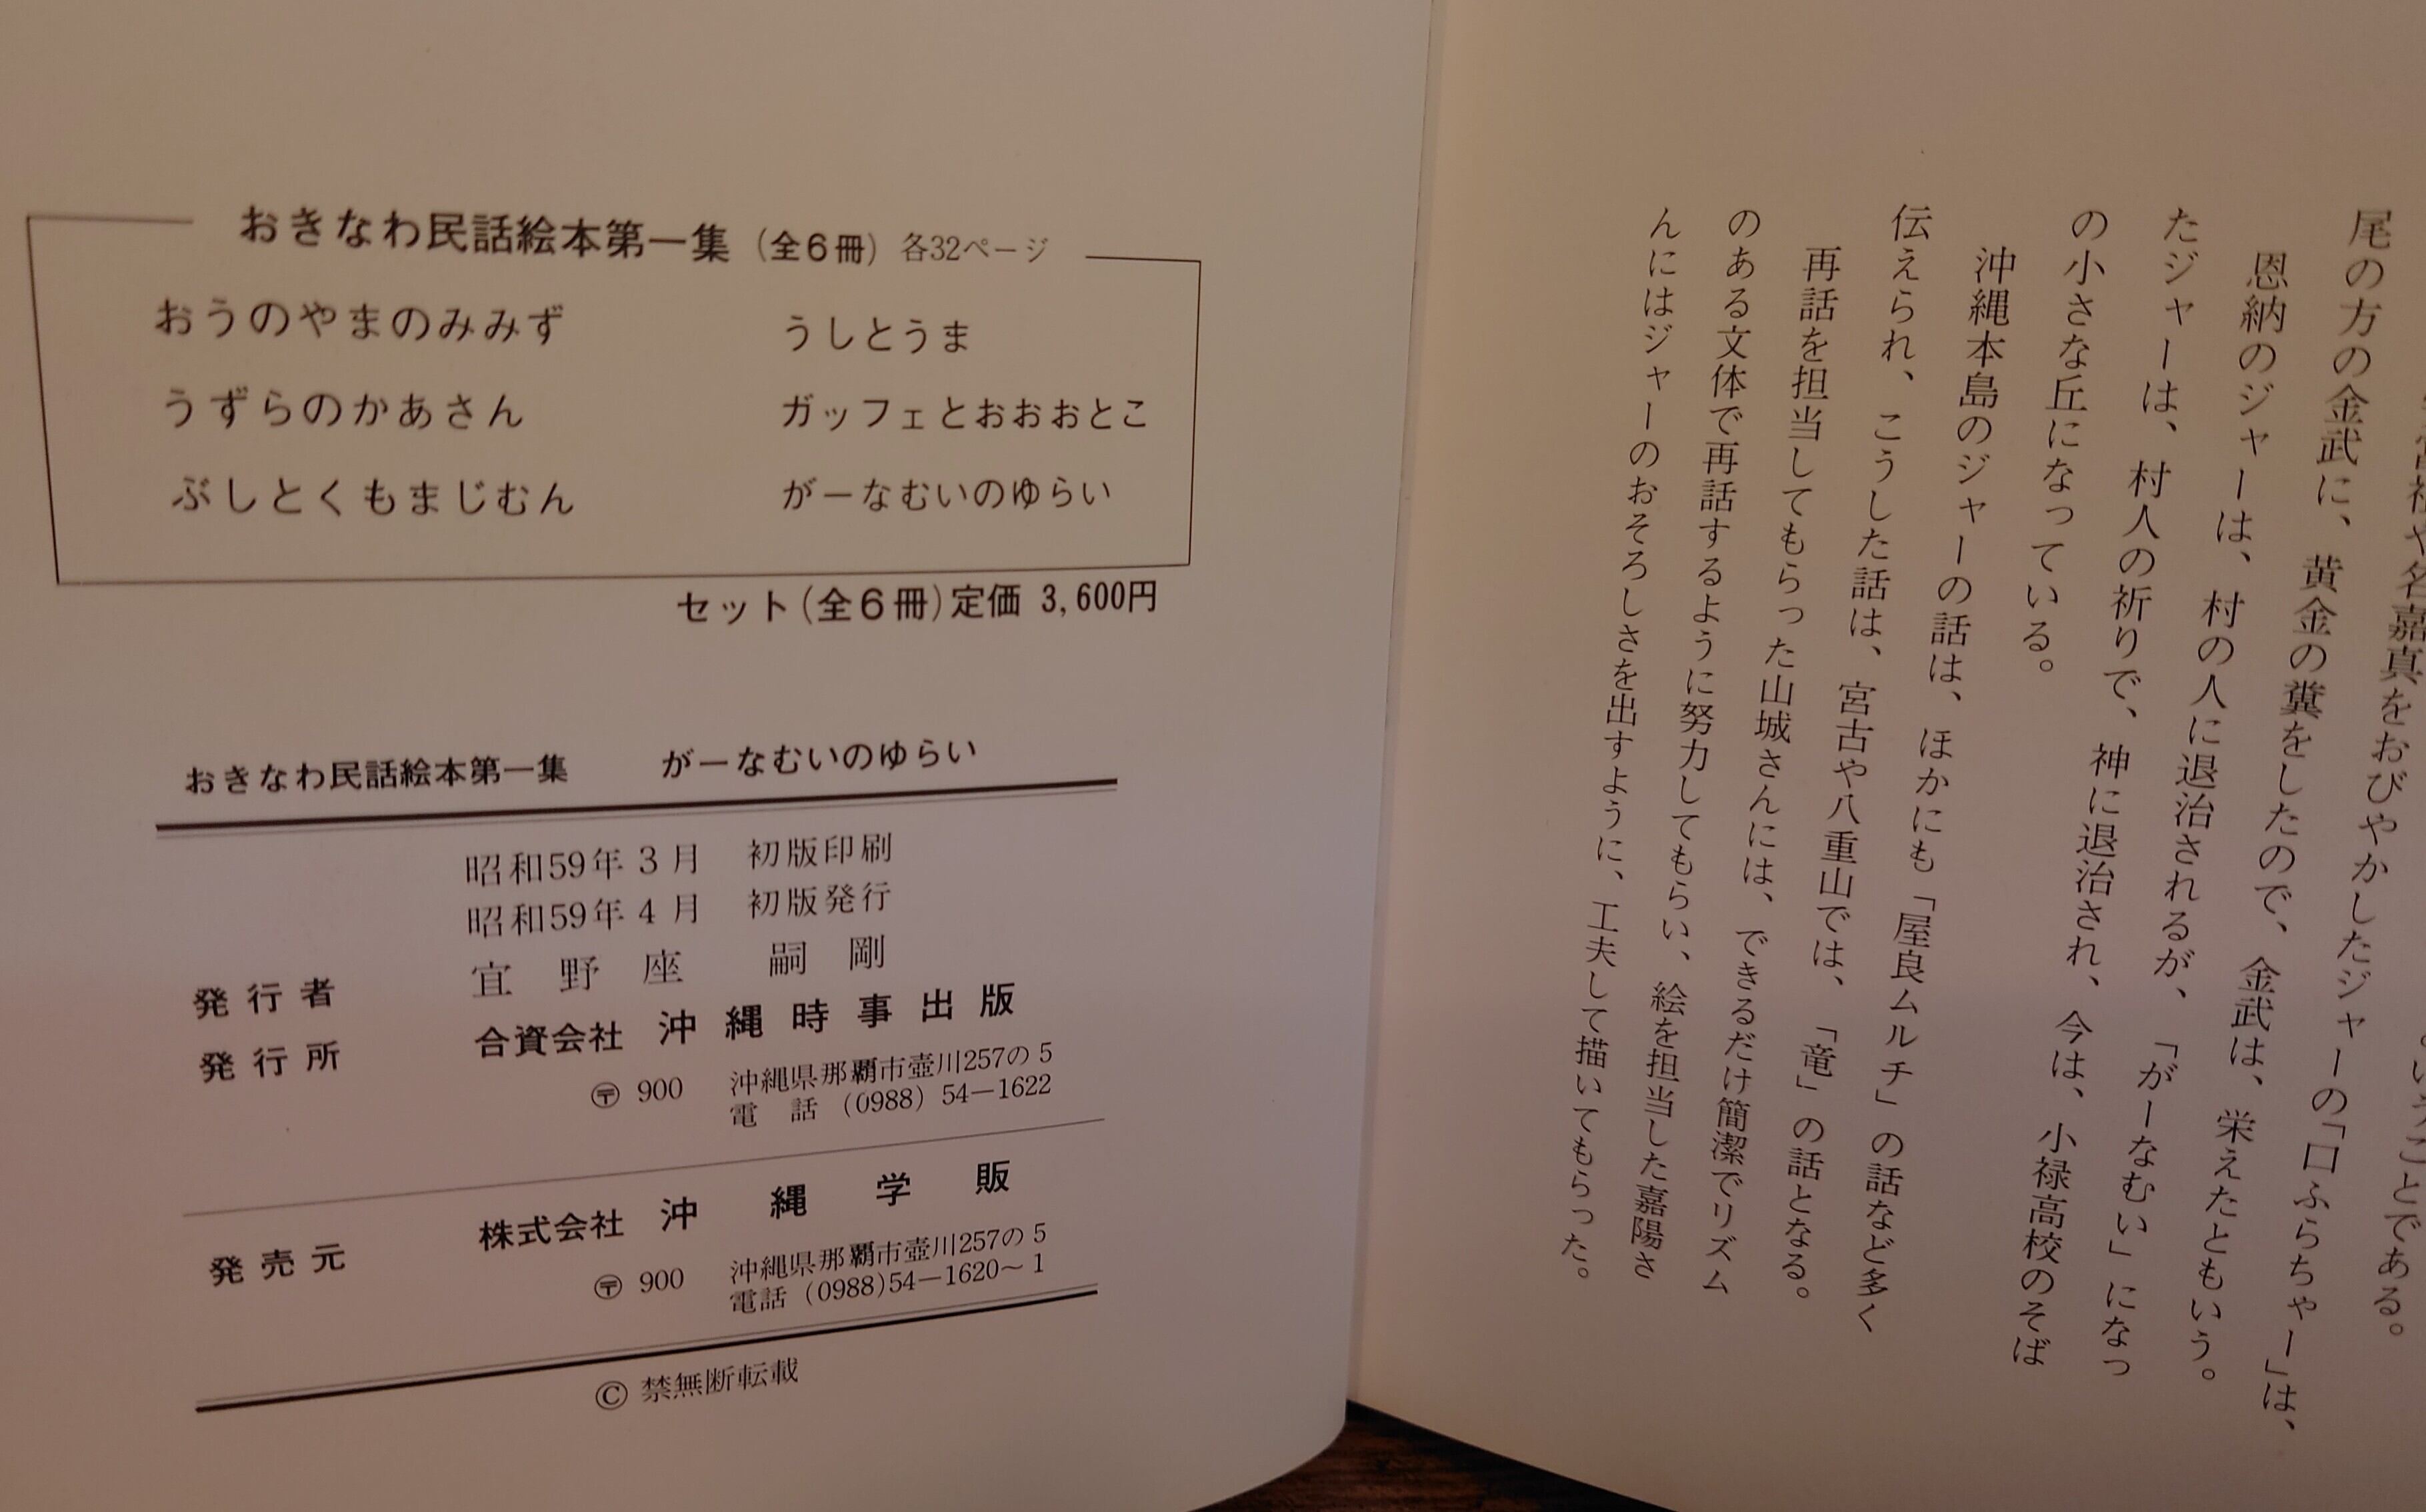 おきなわ民話絵本第一集 (全6冊) 各32ページ
おうのやまのみみず　うしとうま
うずらのかあさん　ガッフェとおおおとこ
ぶしとくもまじむん　がーなむいのゆらい
セット(全6冊)定価 3,600円
おきなわ民話絵本第一集　がーなむいのゆらい
昭和59年3月　初版印刷
昭和59年4月　初版発行
発行者　宜野座　嗣剛
発行所　合資会社 沖縄時事出版
〒900　沖縄県那覇市壺川257の5
電　話 (0988) 54－1622
発売元　株式会社 沖縄学販
〒900　沖縄県那覇市壺川257の5
電話 (0988)54－1620～1
© 禁無断転載
や名嘉真をおびやかしたジャーの「口ふらちゃー」は、
尾の方の金武に、黄金の糞をしたので、金武は、栄えたともいう。
恩納のジャーは、村の人に退治されるが、「がーなむい」になっ
たジャーは、村人の祈りで、神に退治され、今は、小禄高校のそば
の小さな丘になっている。
沖縄本島のジャーの話は、ほかにも「屋良ムルチ」の話など多く
伝えられ、こうした話は、宮古や八重山では、「竜」の話となる。
再話を担当してもらった山城さんには、できるだけ簡潔でリズム
のある文体で再話するように努力してもらい、絵を担当した嘉陽さ
んにはジャーのおそろしさを出すように、工夫して描いてもらった。